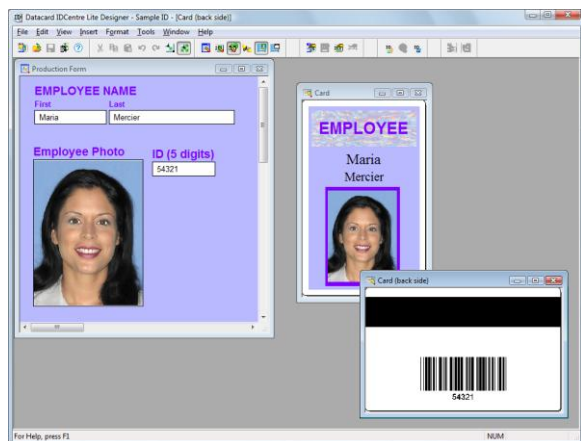 Datacard IDCentre Lite Designer - Sample ID - [Card (back side)]
File Edit View Insert Format Tools Window Help
Production Form
EMPLOYEE NAME
First Last
Maria Mercier
Employee Photo ID (5 digits)
54321
Card
EMPLOYEE
Maria
Mercier
Card (back side)
54321
For Help, press F1 NUM